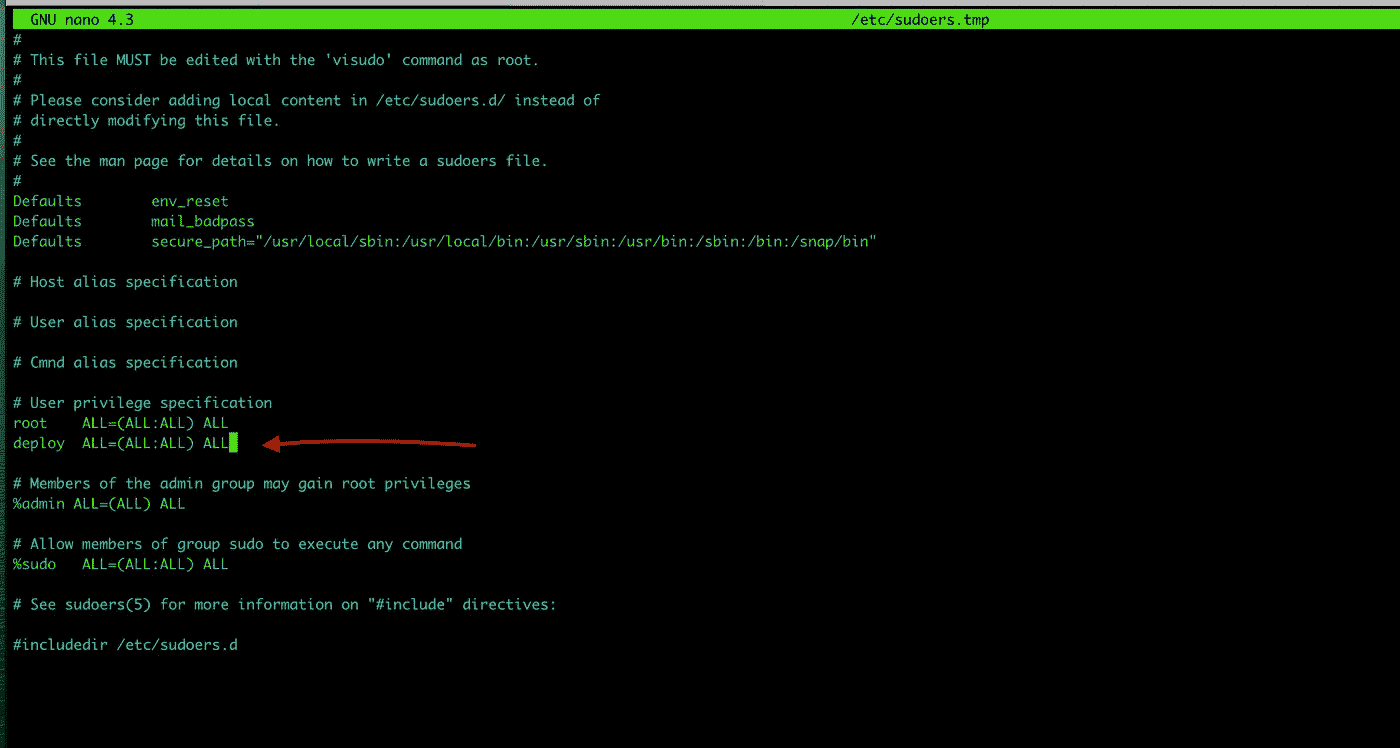 GNU nano 4.3 /etc/sudoers.tmp
#
# This file MUST be edited with the 'visudo' command as root.
#
# Please consider adding local content in /etc/sudoers.d/ instead of
# directly modifying this file.
#
# See the man page for details on how to write a sudoers file.
#
Defaults        env_reset
Defaults        mail_badpass
Defaults        secure_path="/usr/local/sbin:/usr/local/bin:/usr/sbin:/usr/bin:/sbin:/bin:/snap/bin"

# Host alias specification

# User alias specification

# Cmnd alias specification

# User privilege specification
root    ALL=(ALL:ALL) ALL
deploy  ALL=(ALL:ALL) ALL

# Members of the admin group may gain root privileges
%admin ALL=(ALL) ALL

# Allow members of group sudo to execute any command
%sudo   ALL=(ALL:ALL) ALL

# See sudoers(5) for more information on "#include" directives:

#includedir /etc/sudoers.d